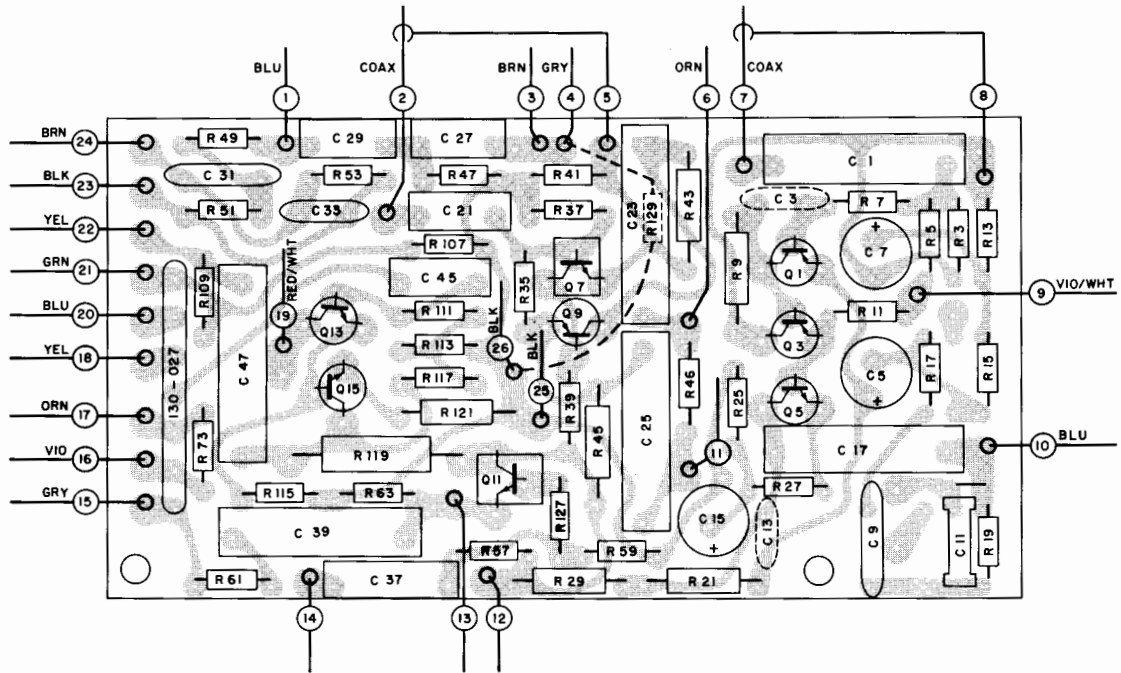 BLU
COAX
BRN
GRY
ORN
COAX
1
2
3
4
5
6
7
8
BRN 24
R 49
C 29
C 27
C 1
BLK 23
C 31
R 53
R 47
R 41
C 23
R 129
R 43
C 3
R 7
YEL 22
R 51
C 33
C 21
R 37
R 5
R 3
R 13
R 107
R 9
Q1
C 7
GRN 21
R 109
RED/WHT
C 45
R 35
Q 7
9 VIO/WHT
BLU 20
19
Q13
R 111
BLK
Q 9
R 11
YEL 18
C 47
R 113
26
BLK
Q3
R 17
R 15
130-027
Q15
R 117
25
R 39
R 46
R 25
C 5
ORN 17
R 121
R 45
C 25
Q5
R 73
11
C 17
10 BLU
VIO 16
R 119
Q11
GRY 15
R 115
R 63
R 127
R 27
C 39
C 15
C 13
C 9
C 11
R 19
R 57
R 59
R 61
C 37
R 29
R 21
14
13
12